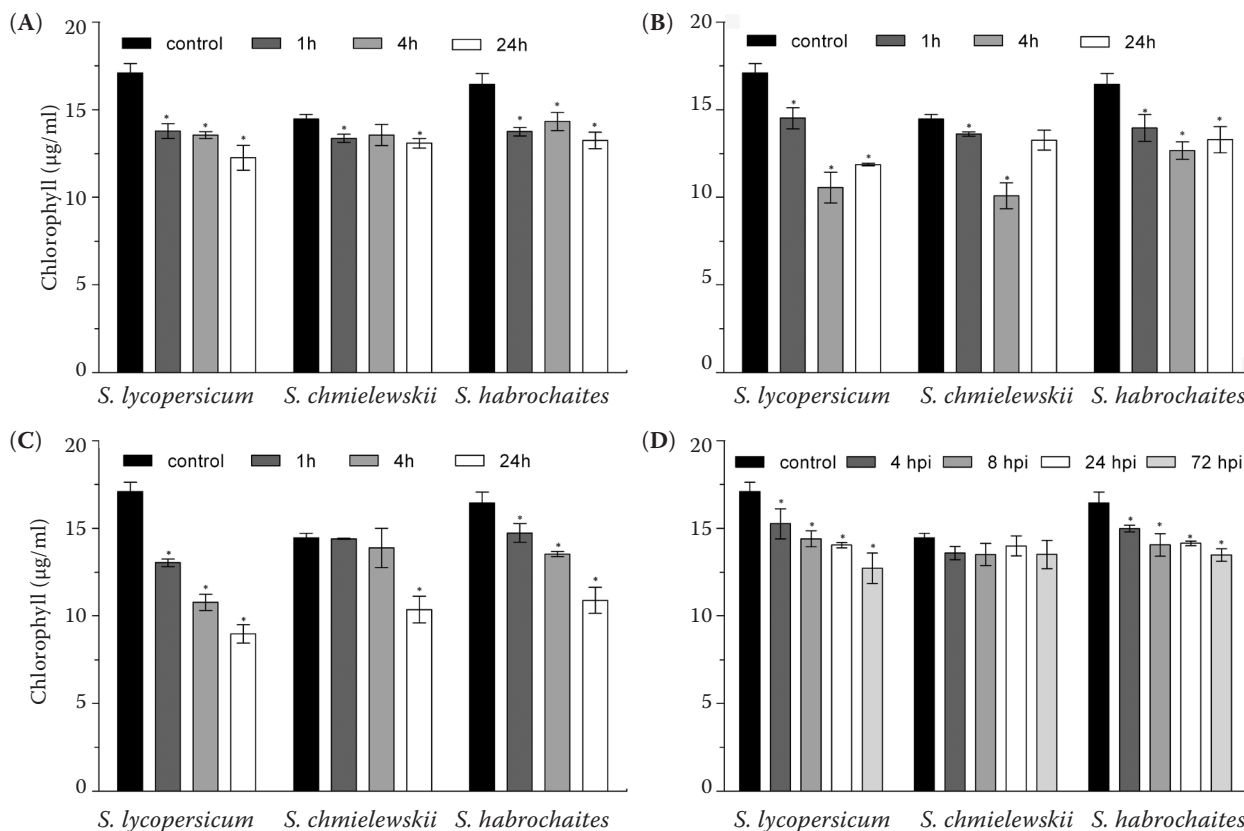 (A)
20
control 1h 4h 24h
15
10
5
0
Chlorophyll (µg/ml)
S. lycopersicum S. chmielewskii S. habrochaites
(B)
20
control 1h 4h 24h
15
10
5
0
S. lycopersicum S. chmielewskii S. habrochaites
(C)
20
control 1h 4h 24h
15
10
5
0
Chlorophyll (µg/ml)
S. lycopersicum S. chmielewskii S. habrochaites
(D)
20
control 4 hpi 8 hpi 24 hpi 72 hpi
15
10
5
0
S. lycopersicum S. chmielewskii S. habrochaites